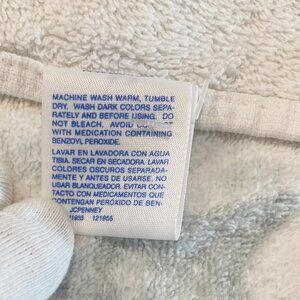 MACHINE WASH WARM, TUMBLE
DRY. WASH DARK COLORS SEPA-
RATELY AND BEFORE USING. DO
NOT BLEACH. AVOID
WITH MEDICATION CONTAINING
BENZOYL PEROXIDE.
LAVAR EN LAVADORA CON AGUA
TIBIA. SECAR EN SECADORA. LAVAR
COLORES OSCUROS SEPARADA-
MENTE Y ANTES DE USARSE. NO
USAR BLANQUEADOR. EVITAR CON-
TACTO CON MEDICAMENTOS QUE
CONTENGAN PERÓXIDO DE BEN-
JCPENNEY
121855